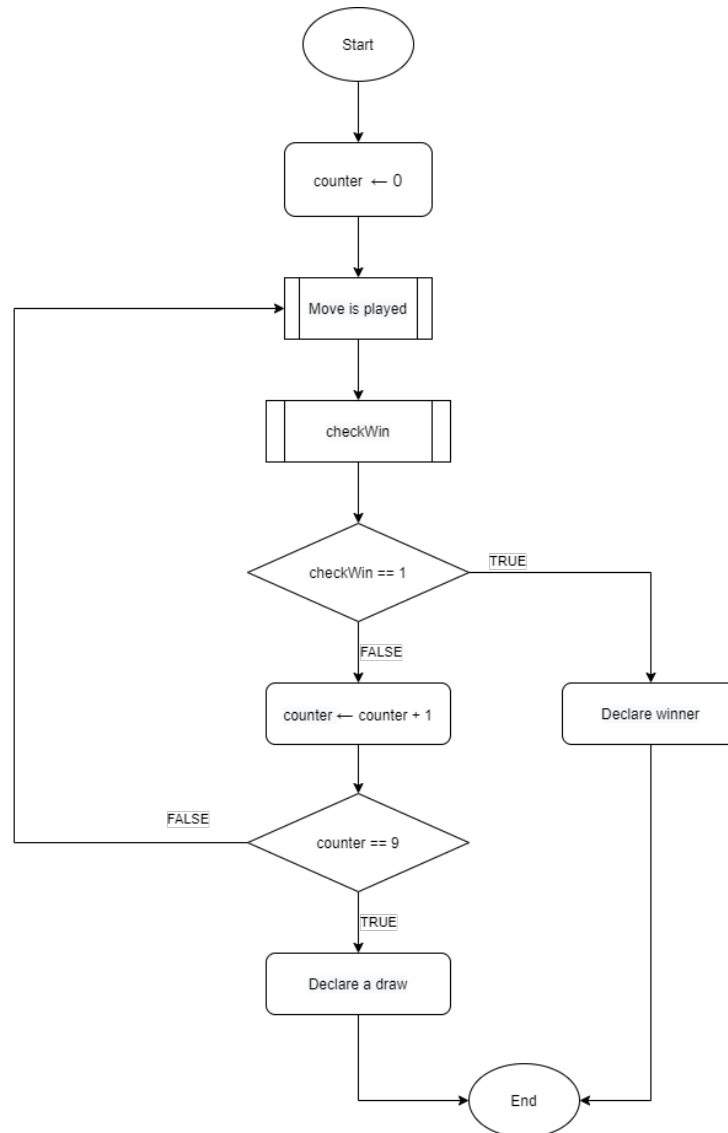 Start
counter ← 0
Move is played
checkWin
checkWin == 1
TRUE
FALSE
counter ← counter + 1
Declare winner
FALSE
counter == 9
TRUE
Declare a draw
End